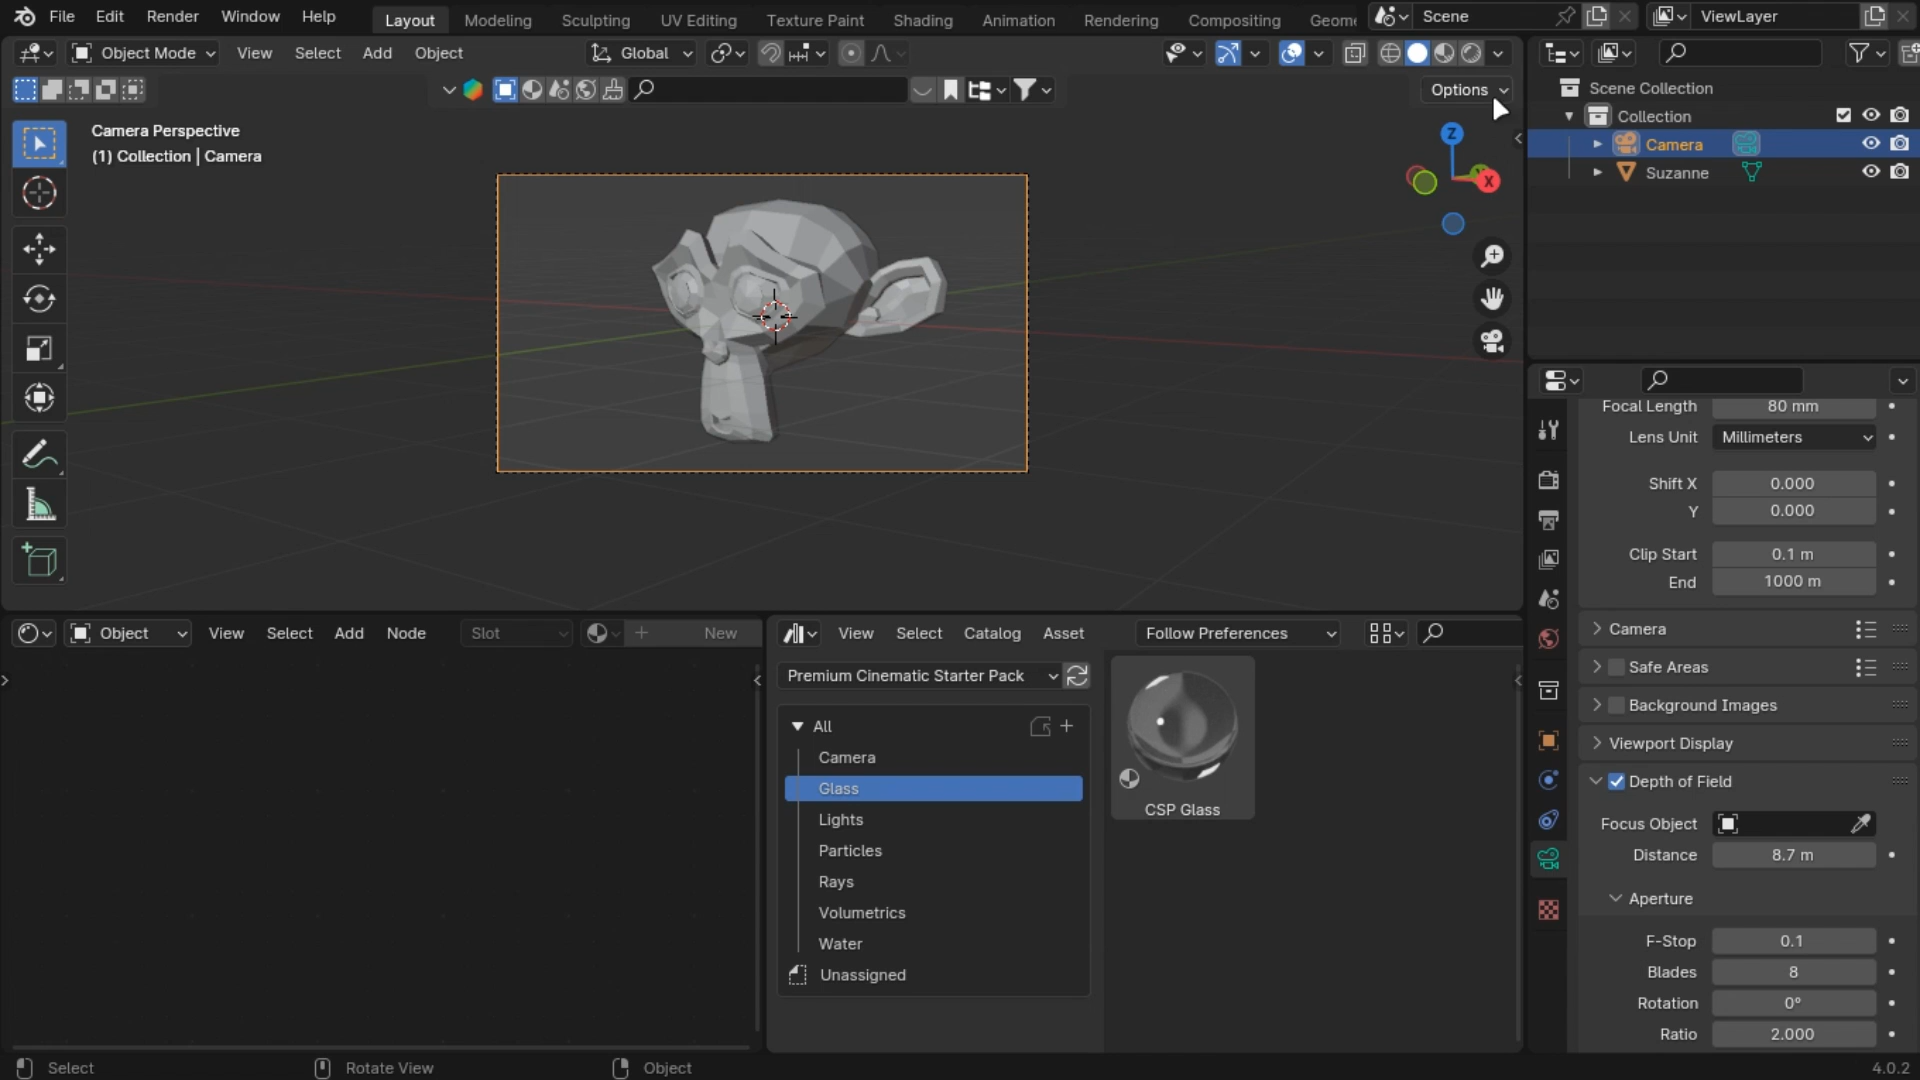 File Edit Render Window Help Layout Modeling Sculpting UV Editing Texture Paint Shading Animation Rendering Compositing Geome Scene ViewLayer
Object Mode View Select Add Object Global
Options
Camera Perspective
(1) Collection | Camera
Z
X
Scene Collection
Collection
Camera
Suzanne
Focal Length 80 mm
Lens Unit Millimeters
Shift X 0.000
Y 0.000
Clip Start 0.1 m
End 1000 m
Camera
Safe Areas
Background Images
Viewport Display
Depth of Field
Focus Object
Distance 8.7 m
Aperture
F-Stop 0.1
Blades 8
Rotation 0°
Ratio 2.000
Object View Select Add Node Slot New
View Select Catalog Asset Follow Preferences
Premium Cinematic Starter Pack
All
Camera
Glass
Lights
Particles
Rays
Volumetrics
Water
Unassigned
CSP Glass
Select Rotate View Object 4.0.2